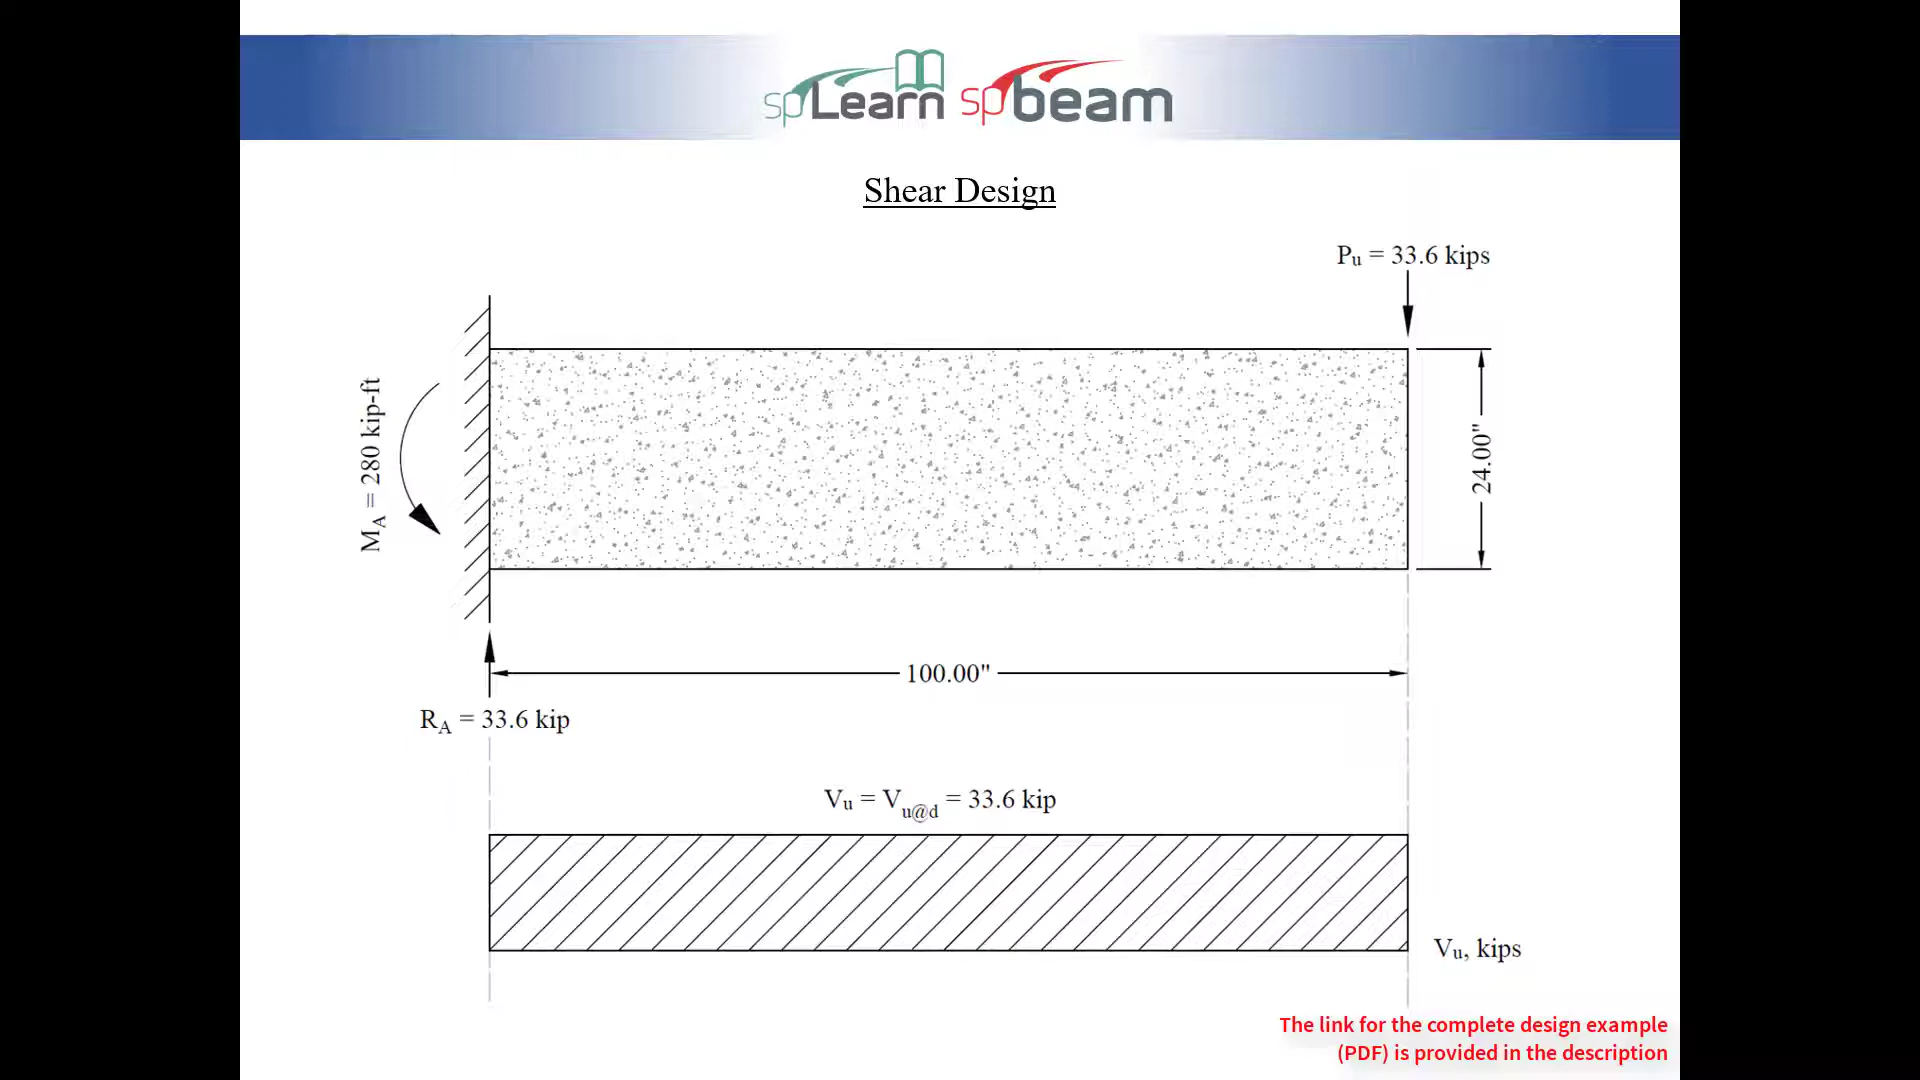 spLearn spbeam
Shear Design
Pu = 33.6 kips
MA = 280 kip-ft
24.00"
100.00"
RA = 33.6 kip
Vu = Vu@d = 33.6 kip
Vu, kips
The link for the complete design example
(PDF) is provided in the description